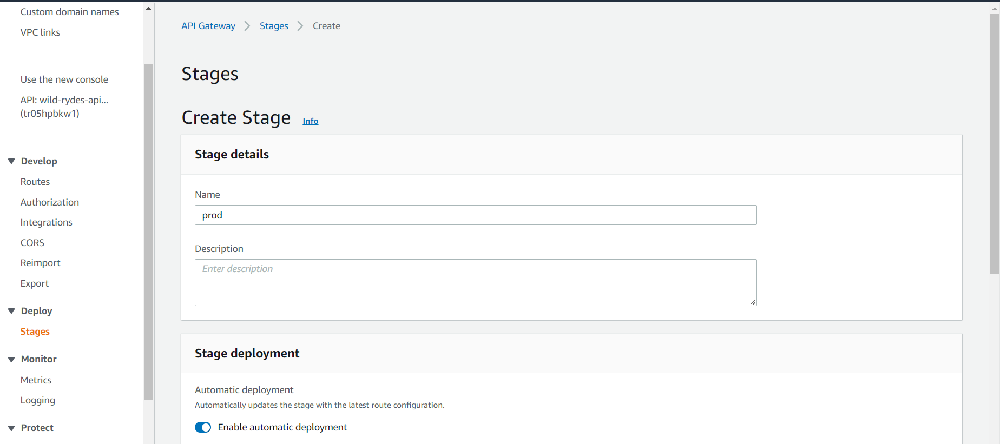 Custom domain names
VPC links
Use the new console
API: wild-rydes-api...
(tr05hpbkw1)
Develop
Routes
Authorization
Integrations
CORS
Reimport
Export
Deploy
Stages
Monitor
Metrics
Logging
Protect
API Gateway > Stages > Create
Stages
Create Stage Info
Stage details
Name
prod
Description
Enter description
Stage deployment
Automatic deployment
Automatically updates the stage with the latest route configuration.
Enable automatic deployment